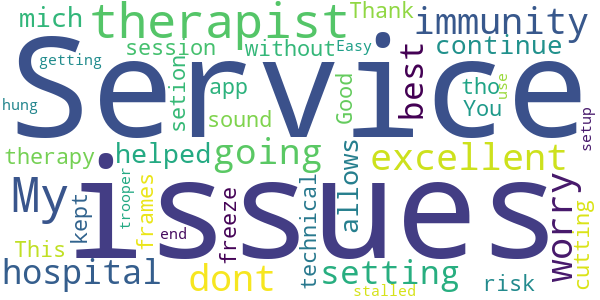 mich therapist Thank immunity
session without Easy continue
getting Service
setion app best tho You use
hung sound Good setup
therapy helped going allows excellent
My issues worry
kept trooper frames freeze technical cutting
This end
hospital dont setting risk
stalled